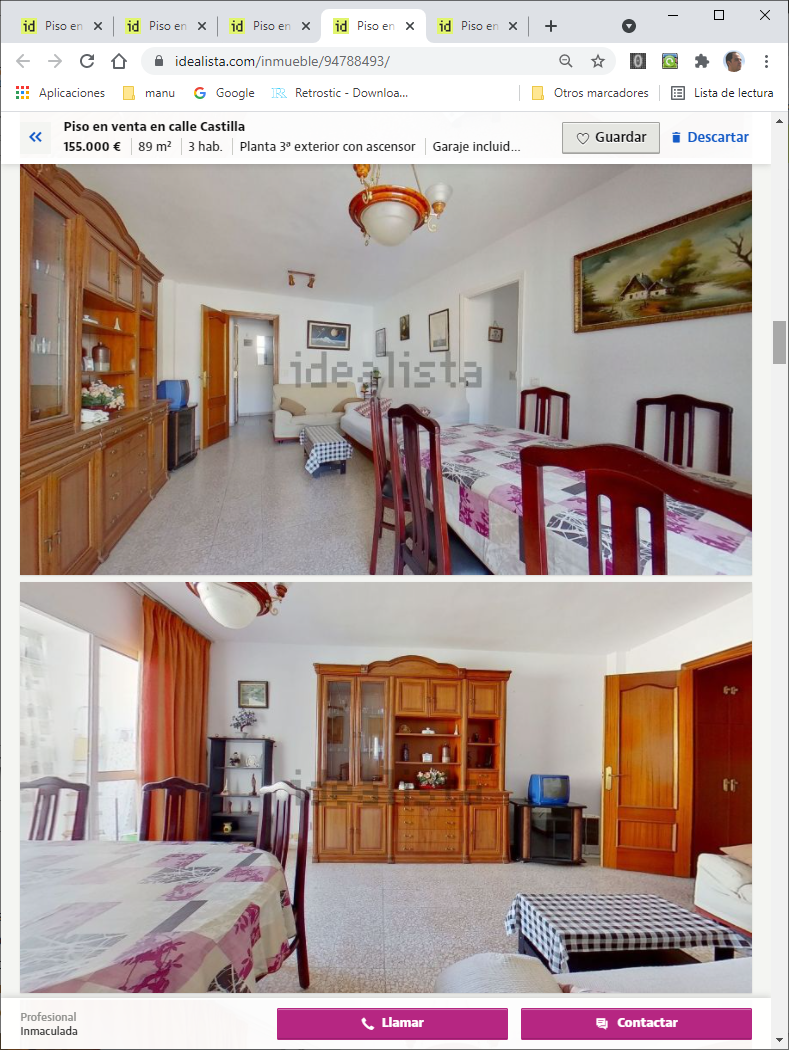 id Piso en
id Piso en
id Piso en
id Piso en
id Piso en
idealista.com/inmueble/94788493/
Aplicaciones
manu
Google
Retrostic - Downloa...
Otros marcadores
Lista de lectura
Piso en venta en calle Castilla
155.000 € 89 m² 3 hab. Planta 3ª exterior con ascensor Garaje incluid...
Guardar
Descartar
idealista
idealista
Profesional
Inmaculada
Llamar
Contactar